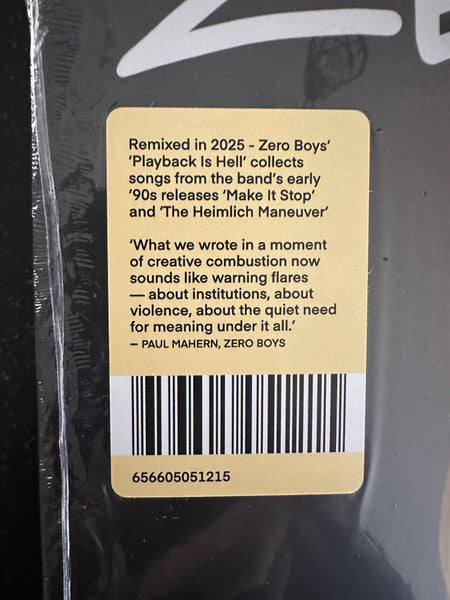 Remixed in 2025 - Zero Boys’
‘Playback Is Hell’ collects
songs from the band’s early
’90s releases ‘Make It Stop’
and ‘The Heimlich Maneuver’
‘What we wrote in a moment
of creative combustion now
sounds like warning flares
— about institutions, about
violence, about the quiet need
for meaning under it all.’
– PAUL MAHERN, ZERO BOYS
656605051215